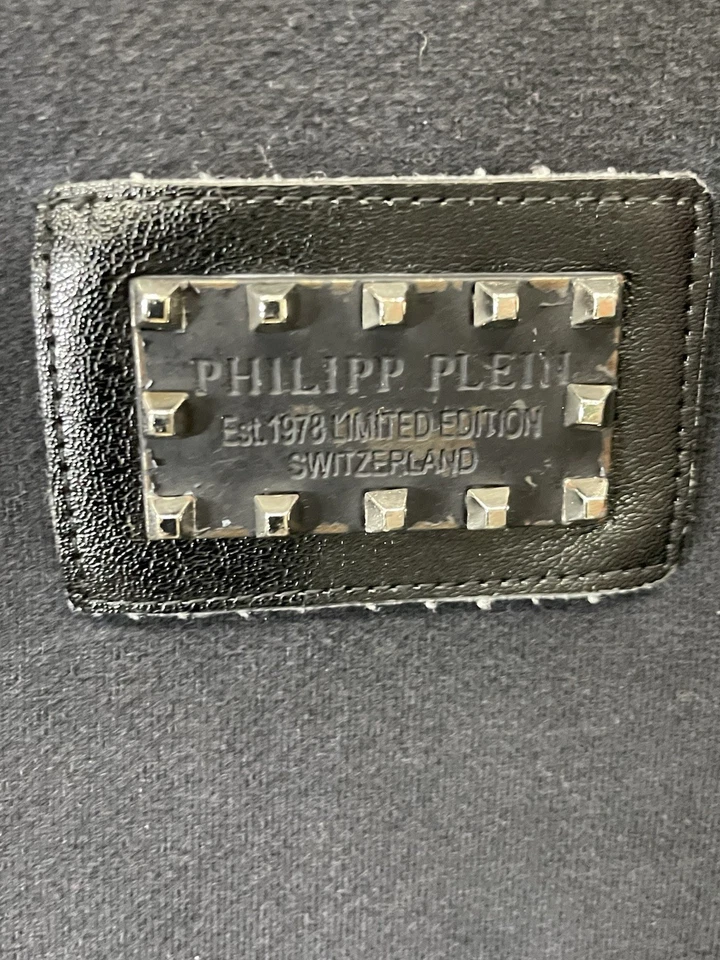 PHILIPP PLEIN
Est. 1978 LIMITED EDITION
SWITZERLAND